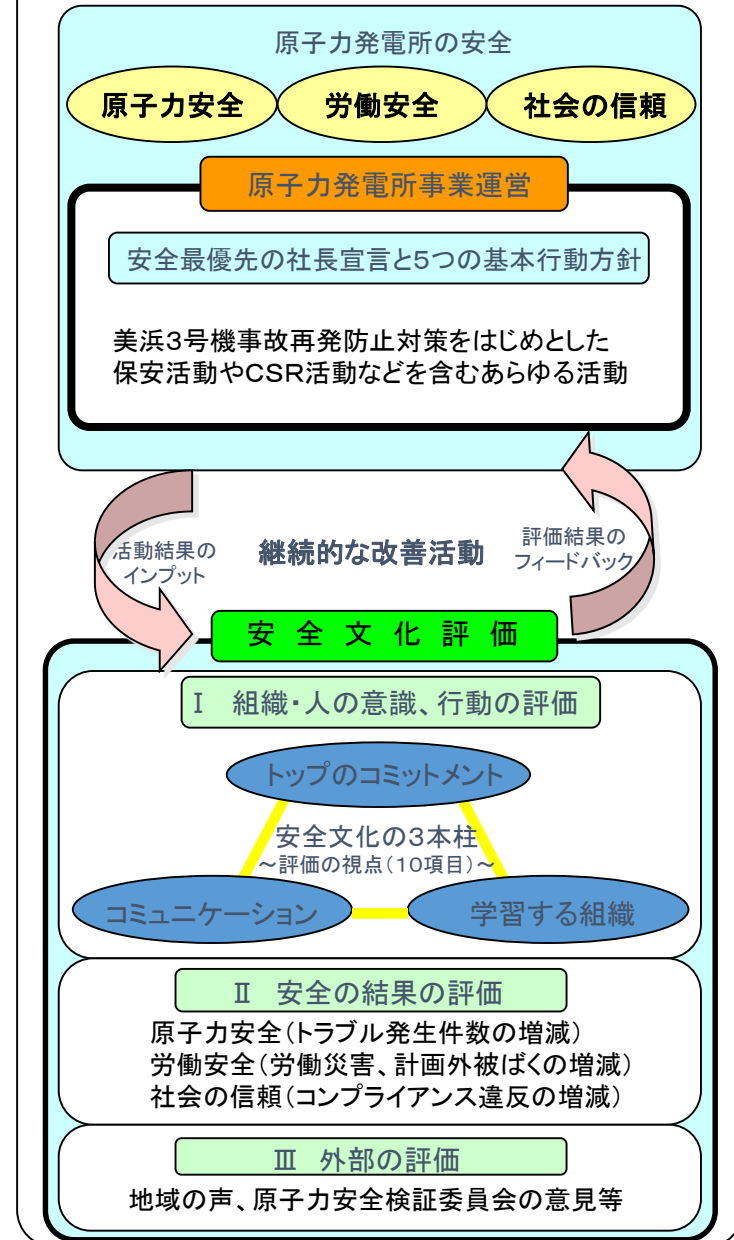 原子力発電所の安全
原子力安全
労働安全
社会の信頼
原子力発電所事業運営
安全最優先の社長宣言と5つの基本行動方針
美浜3号機事故再発防止対策をはじめとした
保安活動やCSR活動などを含むあらゆる活動
活動結果の
インプット
継続的な改善活動
評価結果の
フィードバック
安全文化評価
Ⅰ 組織・人の意識、行動の評価
トップのコミットメント
安全文化の3本柱
～評価の視点(10項目)～
コミュニケーション
学習する組織
Ⅱ 安全の結果の評価
原子力安全(トラブル発生件数の増減)
労働安全(労働災害、計画外被ばくの増減)
社会の信頼(コンプライアンス違反の増減)
Ⅲ 外部の評価
地域の声、原子力安全検証委員会の意見等